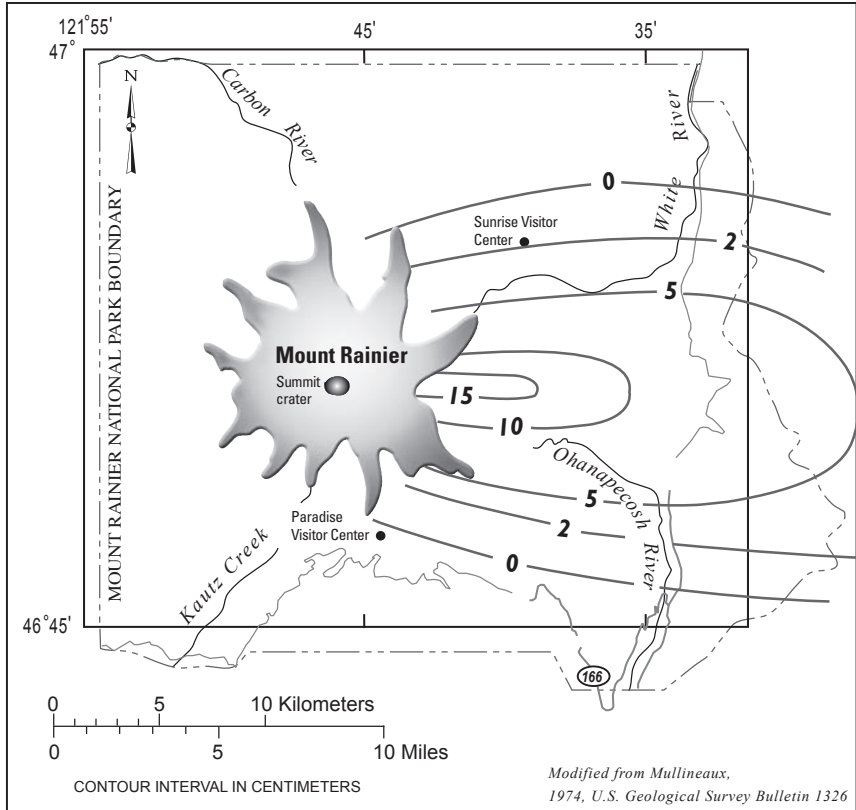 121°55'
45'
35'
47°
N
Carbon
River
White River
0
Sunrise Visitor
Center
2
5
MOUNT RAINIER NATIONAL PARK BOUNDARY
Mount Rainier
Summit
crater
15
10
Ohanapecosh
River
5
2
0
Paradise
Visitor Center
Kautz Creek
46°45'
166
0 5 10 Kilometers
0 5 10 Miles
CONTOUR INTERVAL IN CENTIMETERS
Modified from Mullineaux,
1974, U.S. Geological Survey Bulletin 1326